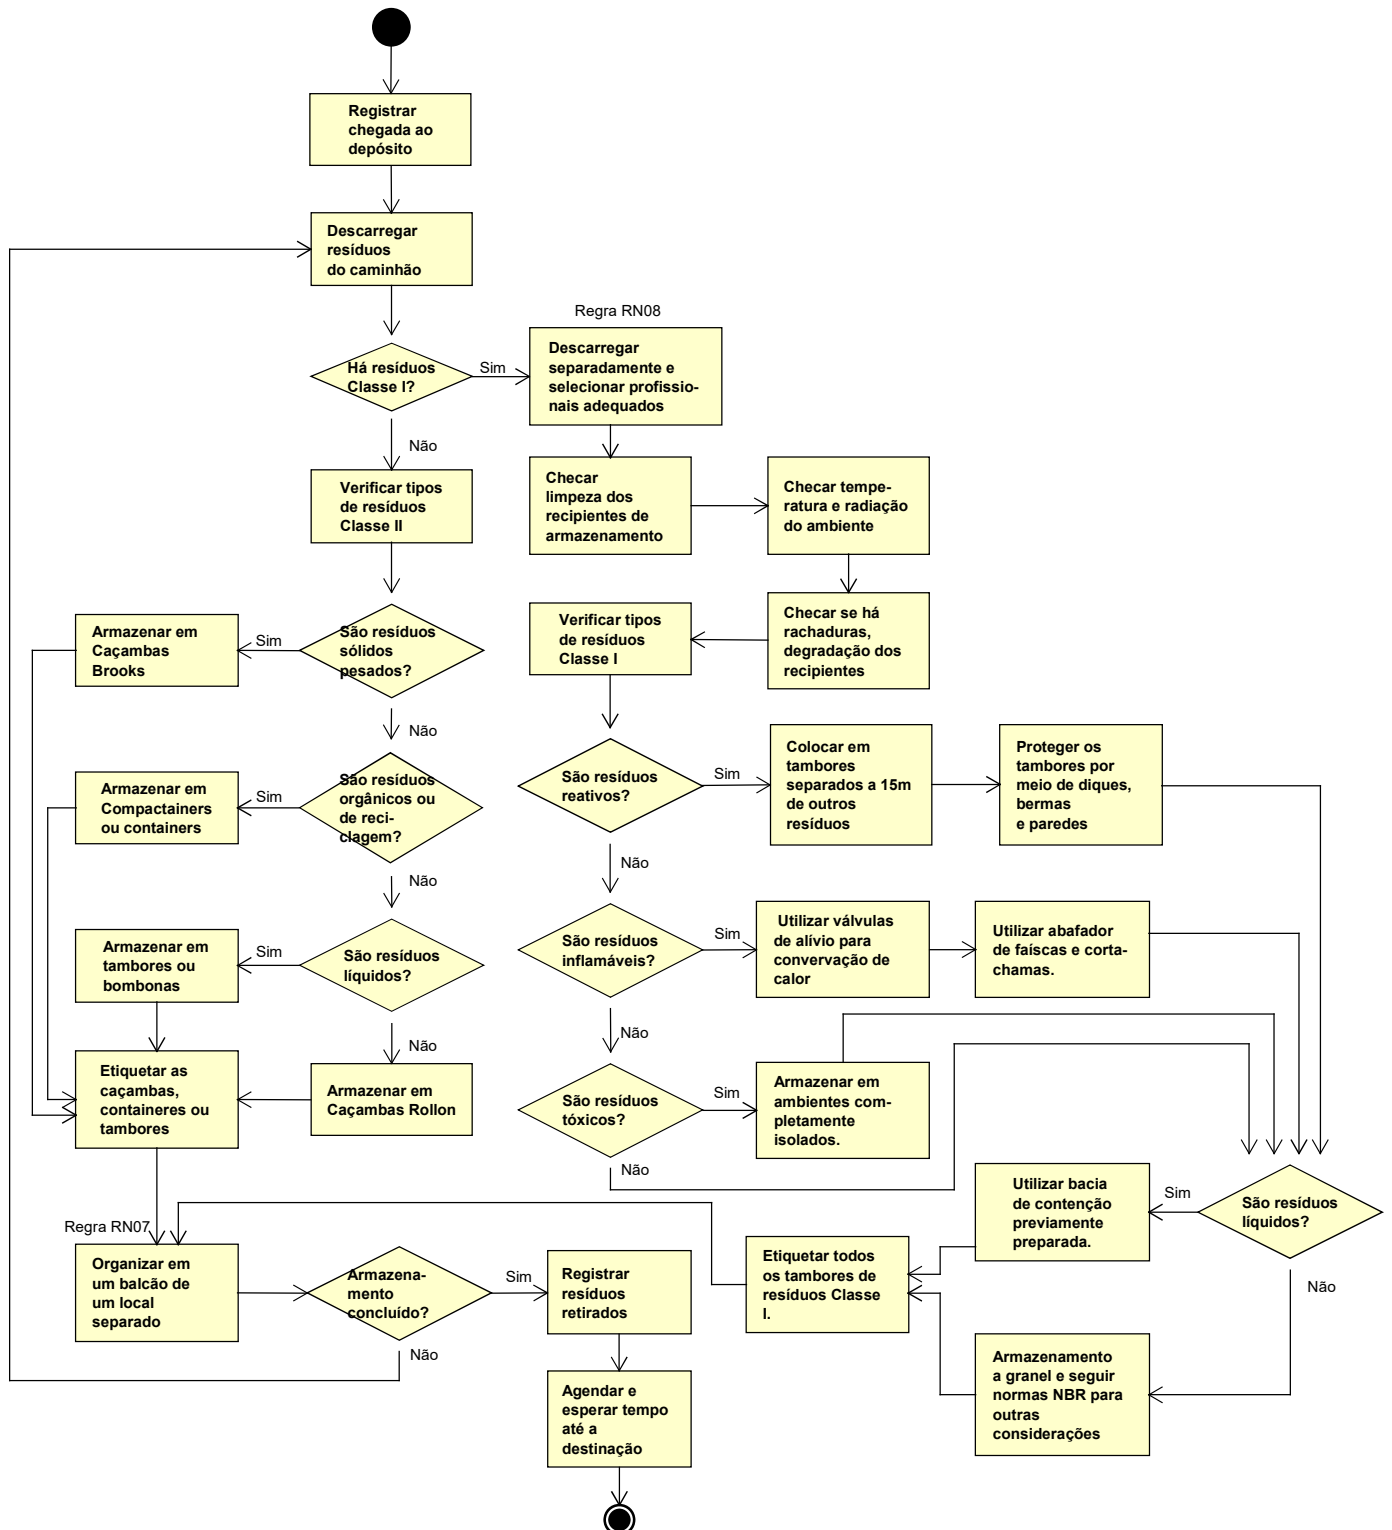 Registrar
chegada ao
depósito
Descarregar
resíduos
do caminhão
Regra RN08
Há resíduos
Classe I?
Sim
Descarregar
separadamente e
selecionar profissio-
nais adequados
Não
Verificar tipos
de resíduos
Classe II
Checar
limpeza dos
recipientes de
armazenamento
Checar tempe-
ratura e radiação
do ambiente
Armazenar em
Caçambas
Brooks
Sim
São resíduos
sólidos
pesados?
Verificar tipos
de resíduos
Classe I
Checar se há
rachaduras,
degradação dos
recipientes
Não
Armazenar em
Compactainers
ou containers
Sim
São resíduos
orgânicos ou
de reci-
clagem?
São resíduos
reativos?
Sim
Colocar em
tambores
separados a 15m
de outros
resíduos
Proteger os
tambores por
meio de diques,
bermas
e paredes
Não
Não
Armazenar em
tambores ou
bombonas
Sim
São resíduos
líquidos?
São resíduos
inflamáveis?
Sim
Utilizar válvulas
de alívio para
convervação de
calor
Utilizar abafador
de faíscas e corta-
chamas.
Não
Não
Etiquetar as
caçambas,
containeres ou
tambores
Armazenar em
Caçambas Rollon
São resíduos
tóxicos?
Sim
Armazenar em
ambientes com-
pletamente
isolados.
Não
Utilizar bacia
de contenção
previamente
preparada.
Sim
São resíduos
líquidos?
Regra RN07
Organizar em
um balcão de
um local
separado
Armazena-
mento
concluído?
Sim
Registrar
resíduos
retirados
Etiquetar todos
os tambores de
resíduos Classe
I.
Não
Não
Agendar e
esperar tempo
até a
destinação
Armazenamento
a granel e seguir
normas NBR para
outras
considerações